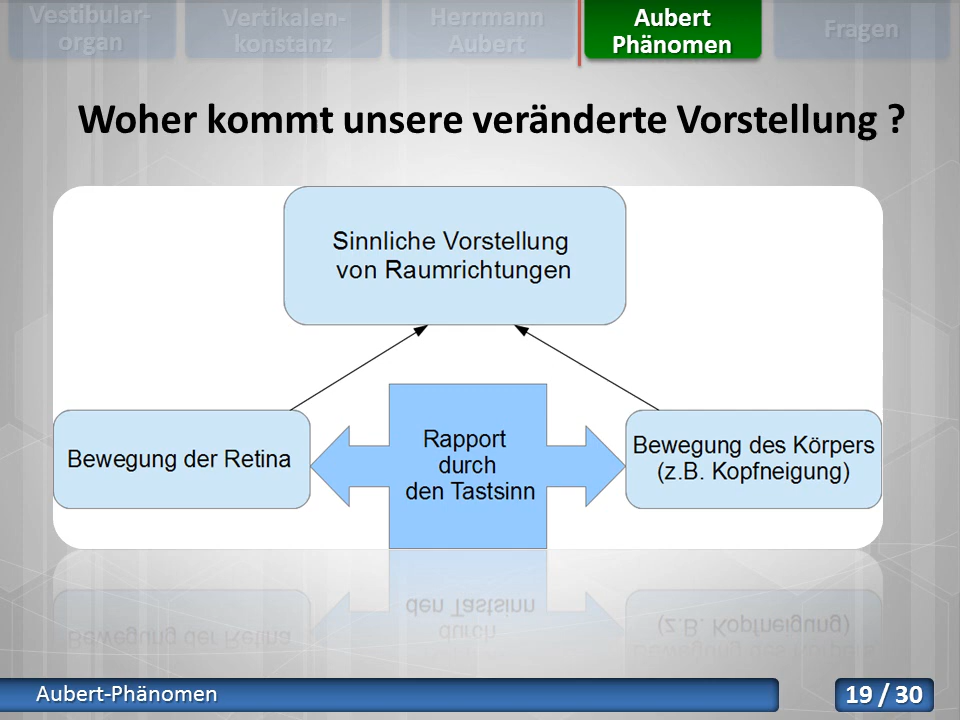 Vestibular-
organ
Vertikalen-
konstanz
Herrmann
Aubert
Aubert
Phänomen
Fragen
Woher kommt unsere veränderte Vorstellung ?
Sinnliche Vorstellung
von Raumrichtungen
Bewegung der Retina
Rapport
durch
den Tastsinn
Bewegung des Körpers
(z.B. Kopfneigung)
Aubert-Phänomen
19 / 30